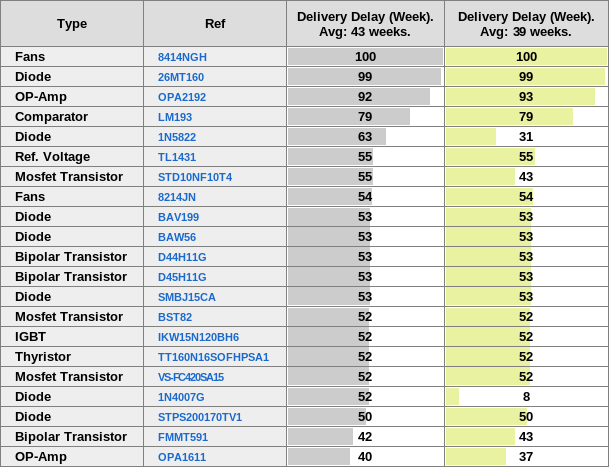 Type Ref Delivery Delay (Week). Delivery Delay (Week).
Avg: 43 weeks. Avg: 39 weeks.
Fans 8414NGH 100 100
Diode 26MT160 99 99
OP-Amp OPA2192 92 93
Comparator LM193 79 79
Diode 1N5822 63 31
Ref. Voltage TL1431 55 55
Mosfet Transistor STD10NF10T4 55 43
Fans 8214JN 54 54
Diode BAV199 53 53
Diode BAW56 53 53
Bipolar Transistor D44H11G 53 53
Bipolar Transistor D45H11G 53 53
Diode SMBJ15CA 53 53
Mosfet Transistor BST82 52 52
IGBT IKW15N120BH6 52 52
Thyristor TT160N16SOFHPSA1 52 52
Mosfet Transistor VS-FC420SA15 52 52
Diode 1N4007G 52 8
Diode STPS200170TV1 50 50
Bipolar Transistor FMMT591 42 43
OP-Amp OPA1611 40 37